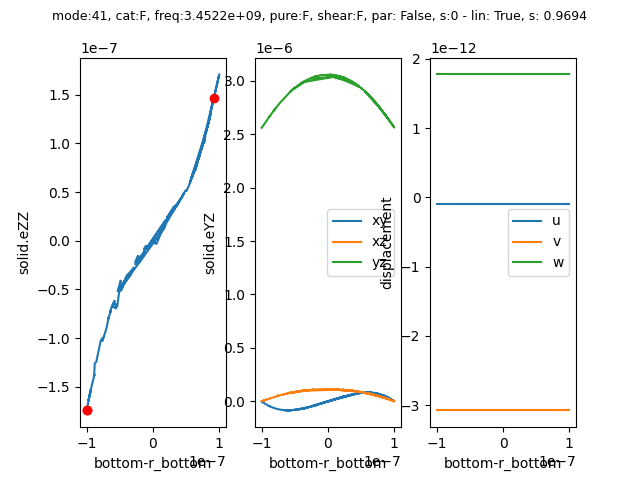 mode:41, cat:F, freq:3.4522e+09, pure:F, shear:F, par: False, s:0 - lin: True, s: 0.9694
1e−7
1e−6
1e−12
solid.eZZ
1.5
1.0
0.5
0.0
−0.5
−1.0
−1.5
−1
0
1
1e−7
bottom-r_bottom
solid.eYZ
3.0
2.5
2.0
1.5
1.0
0.5
0.0
xy
xz
yz
−1
0
1
1e−7
bottom-r_bottom
displacement
2
1
0
−1
−2
−3
u
v
w
−1
0
1
1e−7
bottom-r_bottom